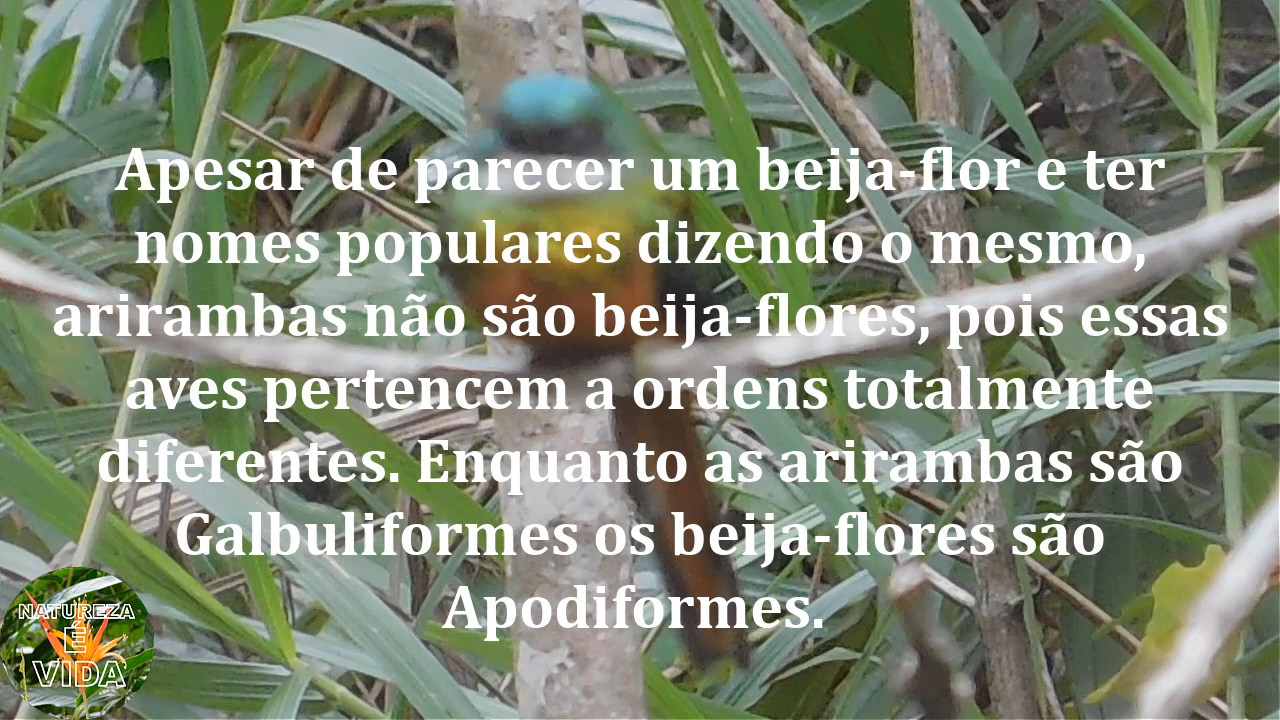 Apesar de parecer um beija-flor e ter
nomes populares dizendo o mesmo,
arirambas não são beija-flores, pois essas
aves pertencem a ordens totalmente
diferentes. Enquanto as arirambas são
Galbuliformes os beija-flores são
Apodiformes.
NATUREZA
É
VIDA